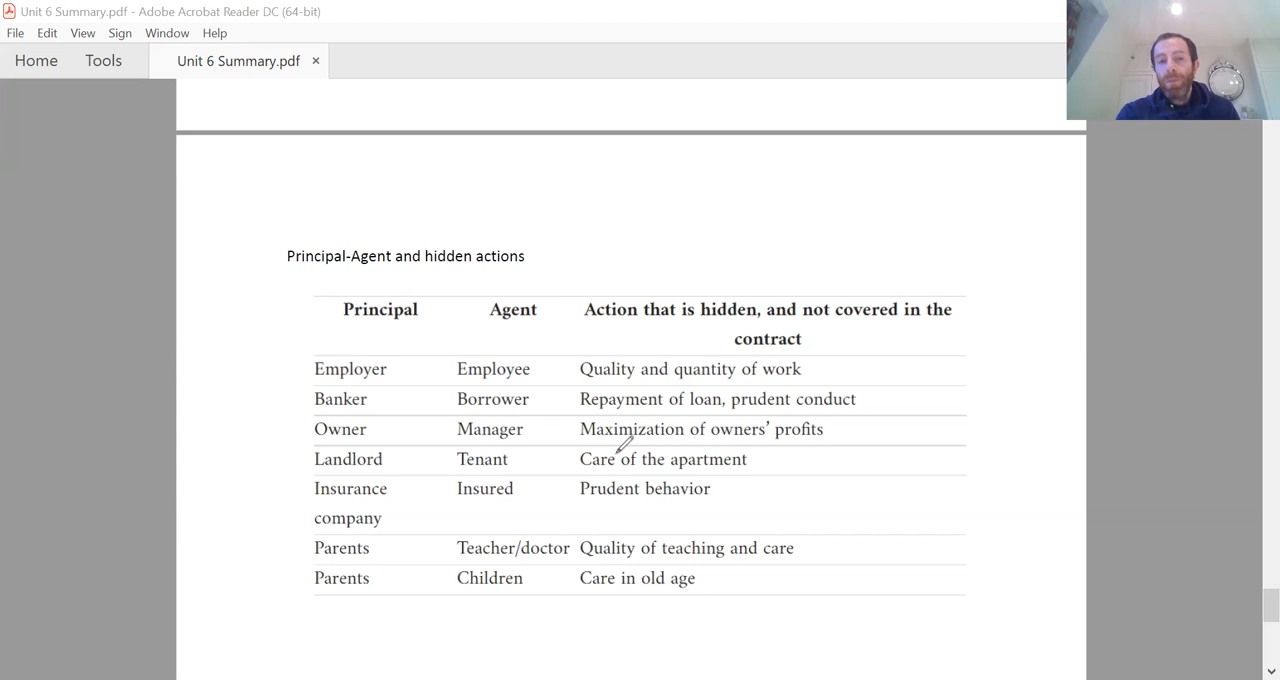 Unit 6 Summary.pdf - Adobe Acrobat Reader DC (64-bit)
File Edit View Sign Window Help
Home Tools Unit 6 Summary.pdf ×
Principal-Agent and hidden actions
Principal Agent Action that is hidden, and not covered in the
contract
Employer Employee Quality and quantity of work
Banker Borrower Repayment of loan, prudent conduct
Owner Manager Maximization of owners’ profits
Landlord Tenant Care of the apartment
Insurance Insured Prudent behavior
company
Parents Teacher/doctor Quality of teaching and care
Parents Children Care in old age